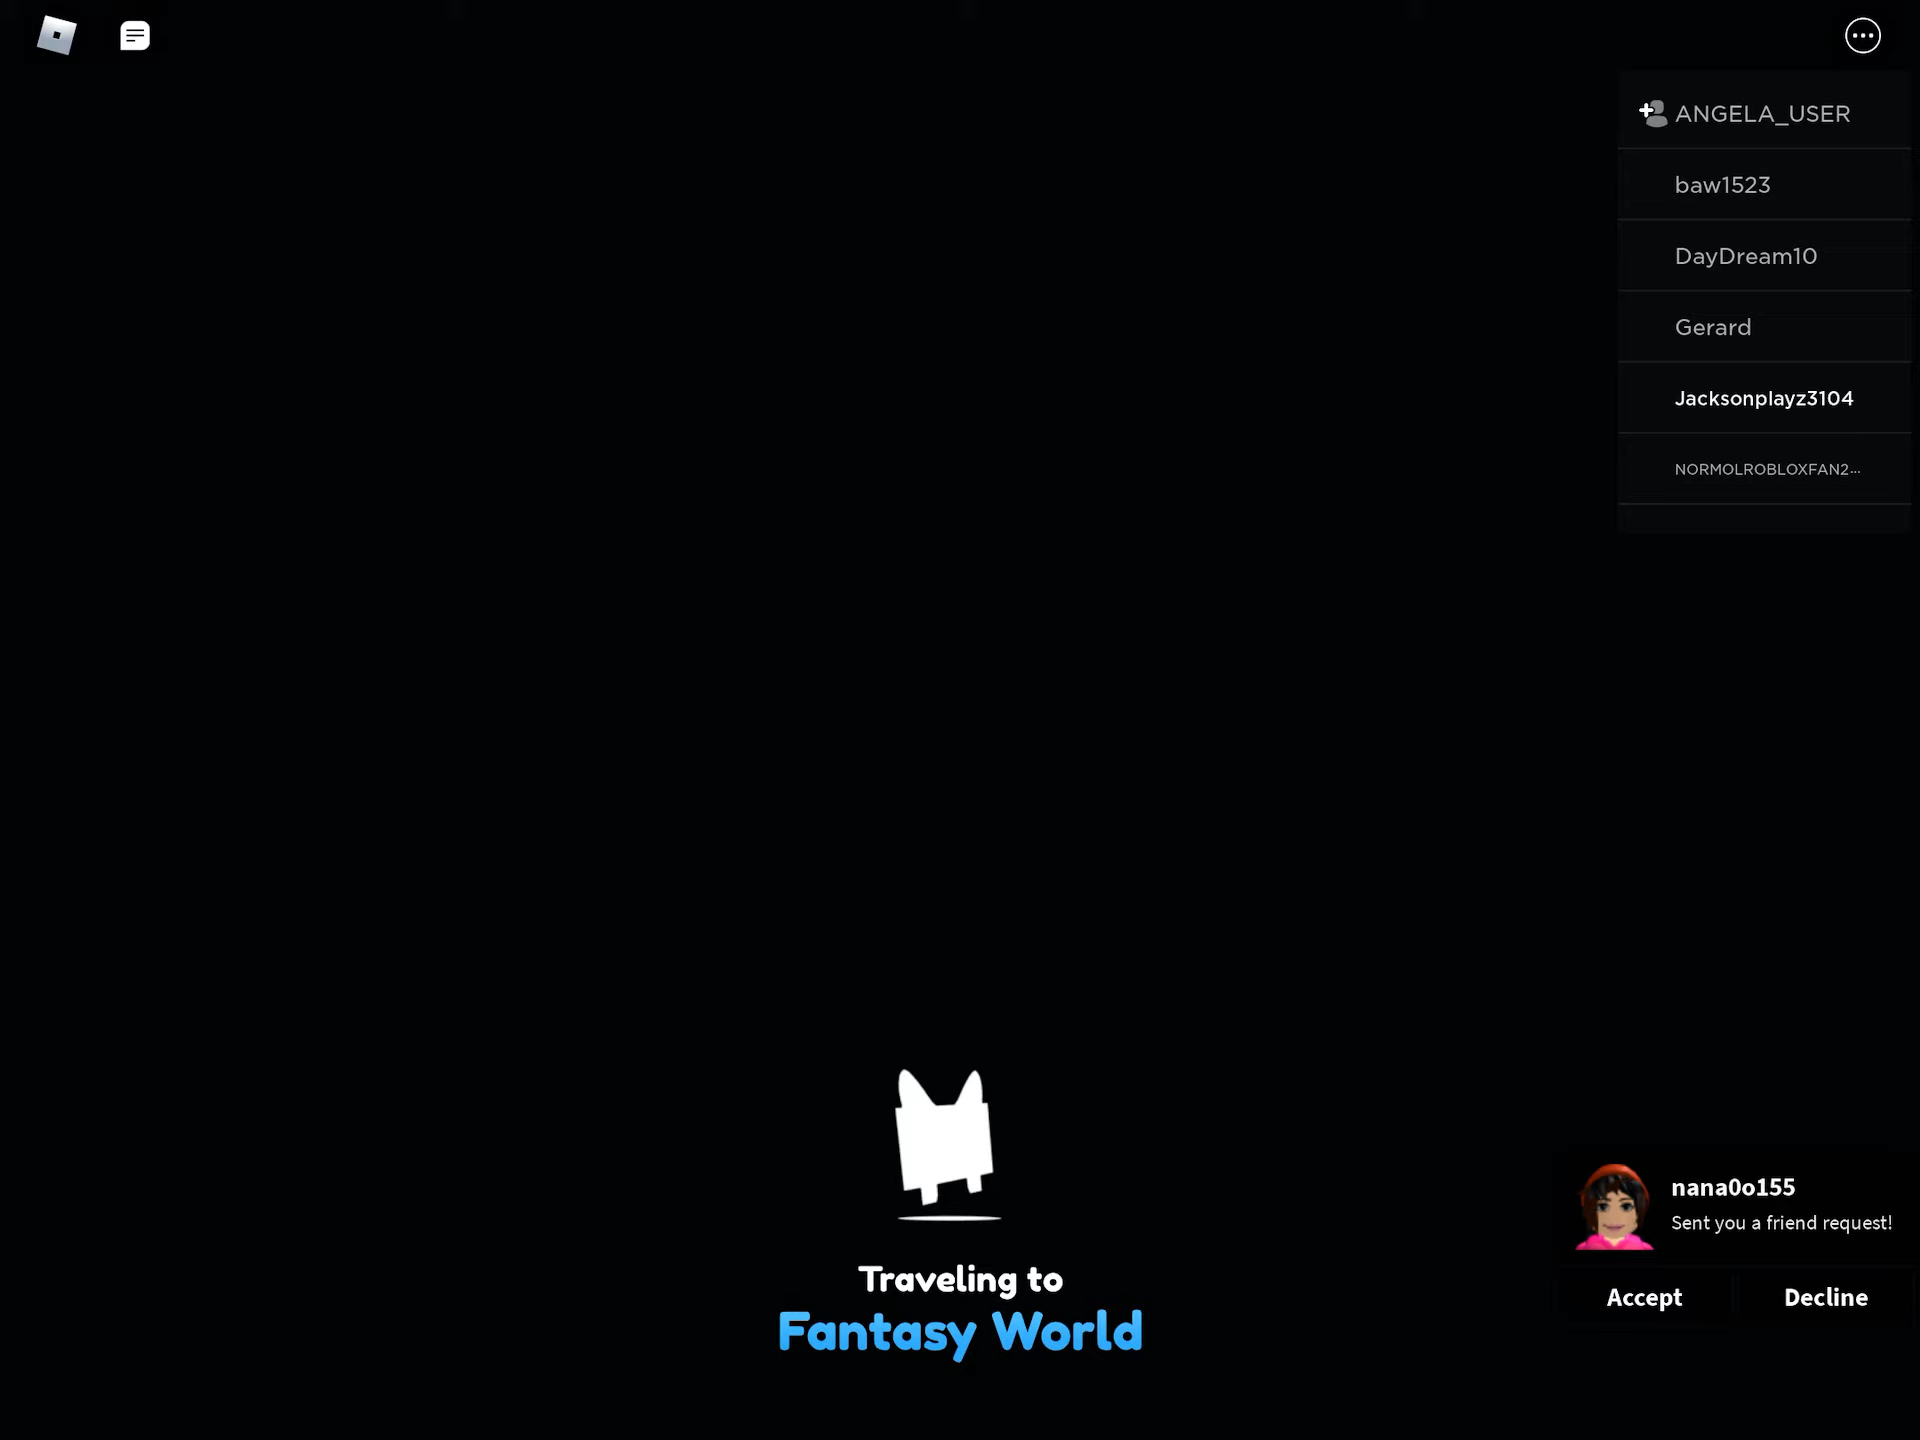 ANGELA_USER
baw1523
DayDream10
Gerard
Jacksonplayz3104
NORMOLROBLOXFAN2...
nana0o155
Sent you a friend request!
Accept
Decline
Traveling to
Fantasy World